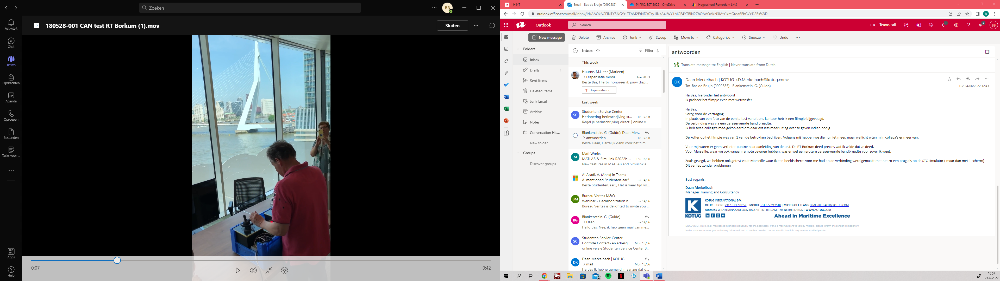 Zoeken
BB
Activiteit
Chat
Teams
Opdrachten
Agenda
Oproepen
Bestanden
Tasks voor ...
Apps
Help
180528-001 CAN test RT Borkum (1).mov
Sluiten
0:07
0:42
| HINT
Email - Bas de Bruijn (0992585) -
PI PROJECT 2022 - OneDrive
Hogeschool Rotterdam LMS
outlook.office.com/mail/inbox/id/AAQkAGFiNTY5NGYzLTFhM2EtNDY0Yy1iNzA4LWY1MGE4YTBlN2ZhOAAQAKN3IAtYIkmGroa6EbGxY%2Bs%3D
B
Outlook
Search
Teams call
1
2
BB
New message
Delete
Archive
Junk
Sweep
Move to
Categorise
Snooze
Undo
Folders
Inbox
Drafts 1
Sent Items
Deleted Items
Junk Email
Archive
Notes
Conversation His...
New folder
Groups
Discover groups
Inbox
Filter
This week
Huurne, M.L. ter (Marleen)
Dispensatie minor Tue 20:33
Beste Bas, Hierbij honoreer ik jouw disp...
Dispensatiefor...
Last week
SC
Studenten Service Center
Herinnering herinschrijving st... Fri 17/06
Regel je herinschrijving direct! | online v...
Blankenstein, G. (Guido); Daan Mer...
antwoorden Fri 17/06
Beste Daan, Hartelijk dank voor het film...
M
MathWorks
MATLAB & Simulink R2022b ... Thu 16/06
New features in MATLAB and Simulink a...
Al Asadi, A. (Abas) in Teams
A. mentioned StudentenJaar3 Tue 14/06
Beste StudentenJaar3, Het is weer tijd vo...
BM
Bureau Veritas M&O
Webinar - Decarbonization h... Tue 14/06
Bureau Veritas is delighted to invite you ...
BG
Blankenstein, G. (Guido)
Daan Tue 14/06
Hallo Bas, Nee, ik heb geen mail van me...
SC
Studenten Service Center
Controle Contact- en adresg... Mon 13/06
online versie Studenten Service Center B...
DK
Daan Merkelbach | KOTUG
mail Mon 13/06
Ha Bas Ik heb je gemaild, maar zie dat d...
antwoorden
Translate message to: English | Never translate from: Dutch
DK
Daan Merkelbach | KOTUG <D.Merkelbach@kotug.com>
To: Bas de Bruijn (0992585); Blankenstein, G. (Guido)
Tue 14/06/2022 12:43
Ha Bas, hieronder het antwoord
Ik probeer het filmpje even met wetransfer
Ha Bas,
Sorry, voor de vertraging.
In plaats van een foto van de eerste test vanuit ons kantoor heb ik een filmpje bijgevoegd.
De verbinding was via een gereserveerde band breedte.
Ik heb twee collega's mee-gekopieerd om daar evt iets meer uitleg over te geven indien nodig.
De koffer op het filmpje was van 1 van de betrokken bedrijven. Volgens mij hebben we die nu niet meer, maar wellicht wten mijn collega's er meer van.
Voor mij waren er geen verbeter puntne naar aanleiding van de test. De RT Borkum deed precies wat ik wilde dat ze deed.
Voor Marseille, waar we ook vanaan remote gevaren hebben, was er wel een grotere gereserveerde bandbreedte voor zover ik weet.
Zoals gezegd, we hebben ook getest vauit Marseille waar ik een beeldscherm voor me had en de verbinding werd gemaakt met net zo een brug als op de STC simulator ( maar dan met 1 scherm)
Dit verliep zonder problemen
Best regards,
Daan Merkelbach
Manager Training and Consultancy
KOTUG
KOTUG INTERNATIONAL B.V.
OFFICE PHONE +31 10 217 02 52 | MOBILE +31 6 50212518 | MICROSOFT TEAMS D.MERKELBACH@KOTUG.COM
ADDRESS WILHELMINAKADE 318, 3072 AR ROTTERDAM, THE NETHERLANDS | WWW.KOTUG.COM
Ahead in Maritime Excellence
DISCLAIMER This e-mail message is intended exclusively for the addressee. If the e-mail was sent to you by mistake, please inform the sender immediately.
In this case we request you to destroy this e-mail and to neither use the content nor disclose it in any manner to third parties.
2
16:57
23-6-2022